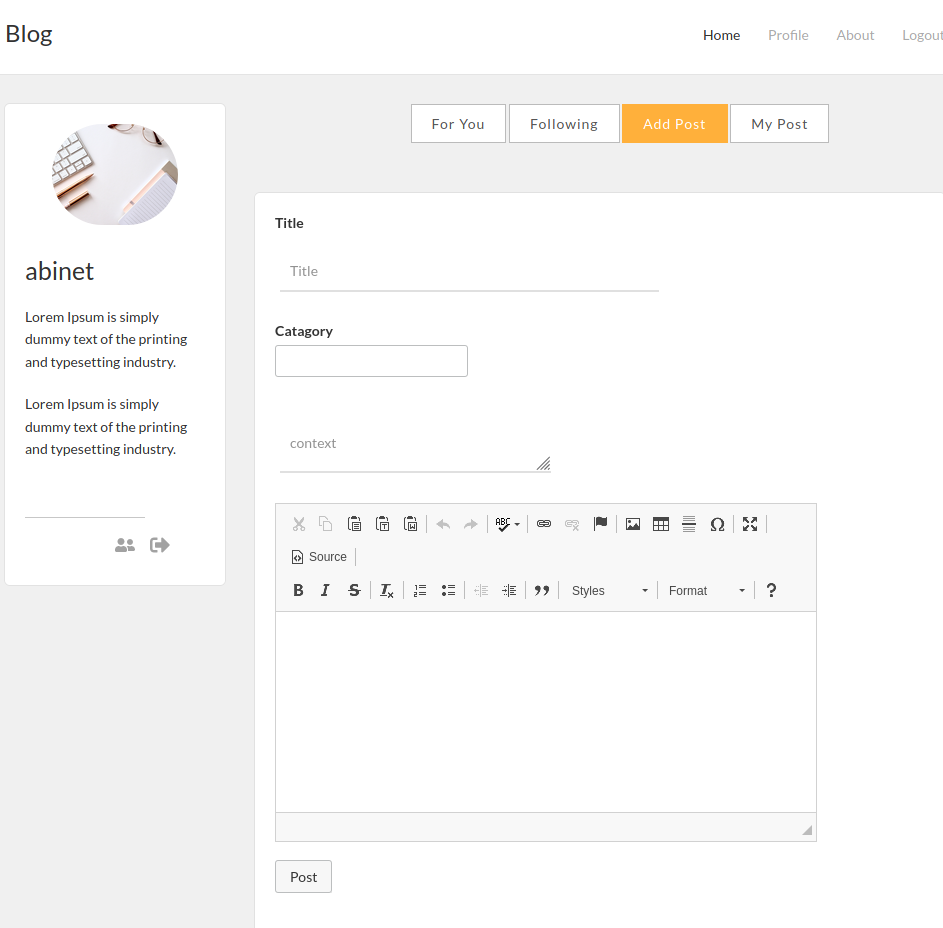 Blog
Home Profile About Logout
For You Following Add Post My Post
abinet
Lorem Ipsum is simply
dummy text of the printing
and typesetting industry.
Lorem Ipsum is simply
dummy text of the printing
and typesetting industry.
Title
Title
Catagory
context
ABC
Source
B I S Ix Styles Format ?
Post